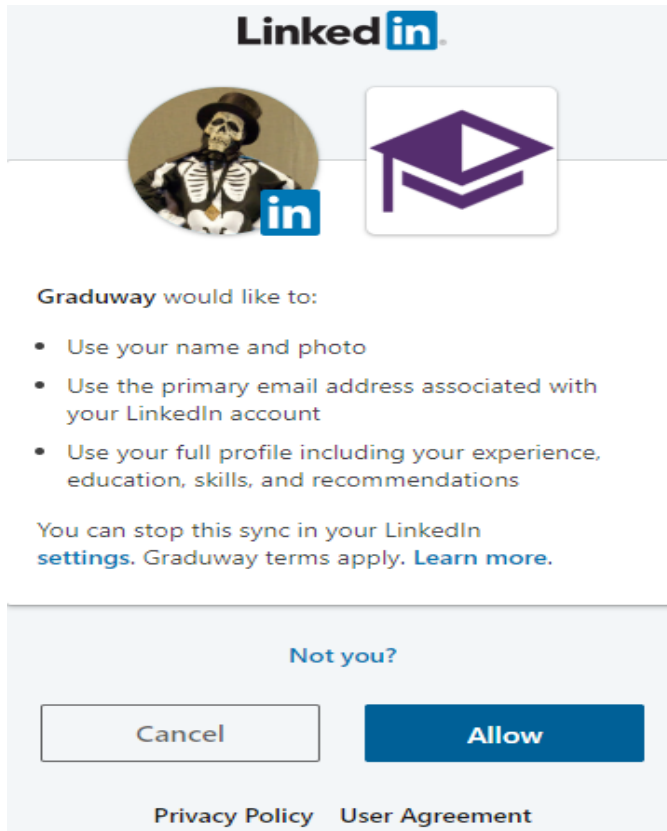 Linked in
in
Graduway would like to:
• Use your name and photo
• Use the primary email address associated with
your LinkedIn account
• Use your full profile including your experience,
education, skills, and recommendations
You can stop this sync in your LinkedIn
settings. Graduway terms apply. Learn more.
Not you?
Cancel Allow
Privacy Policy User Agreement